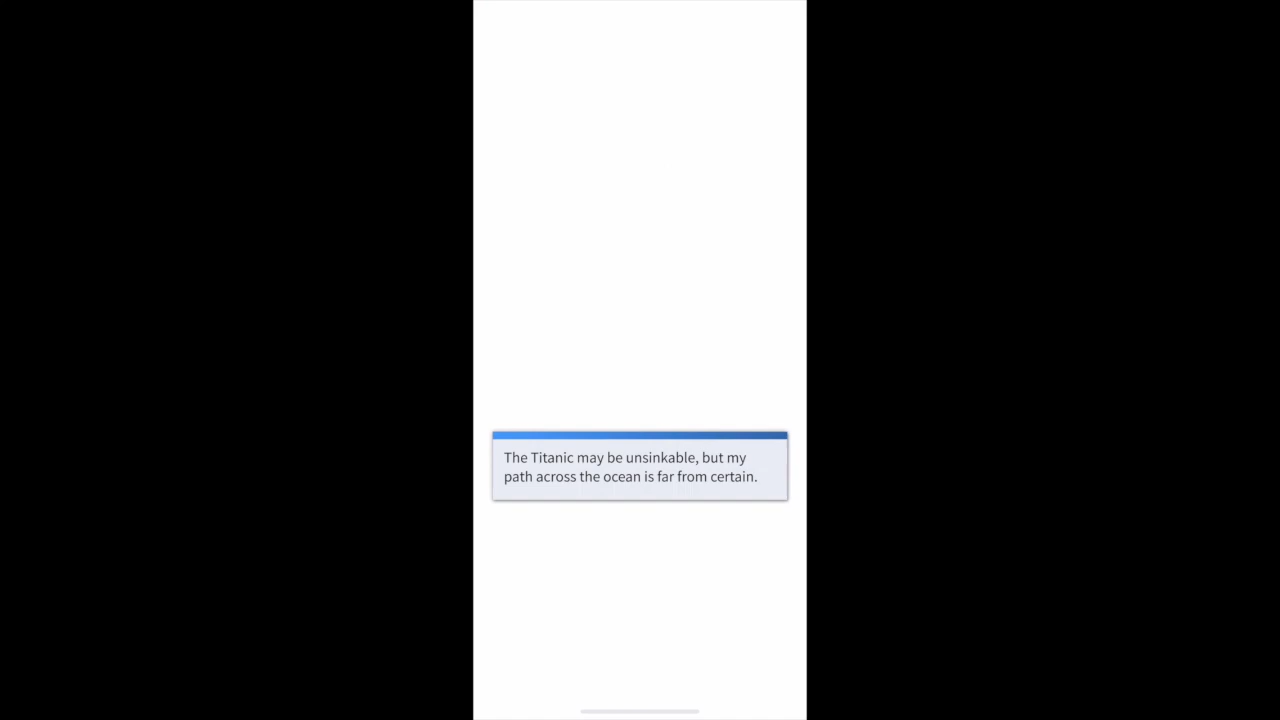 The Titanic may be unsinkable, but my
path across the ocean is far from certain.